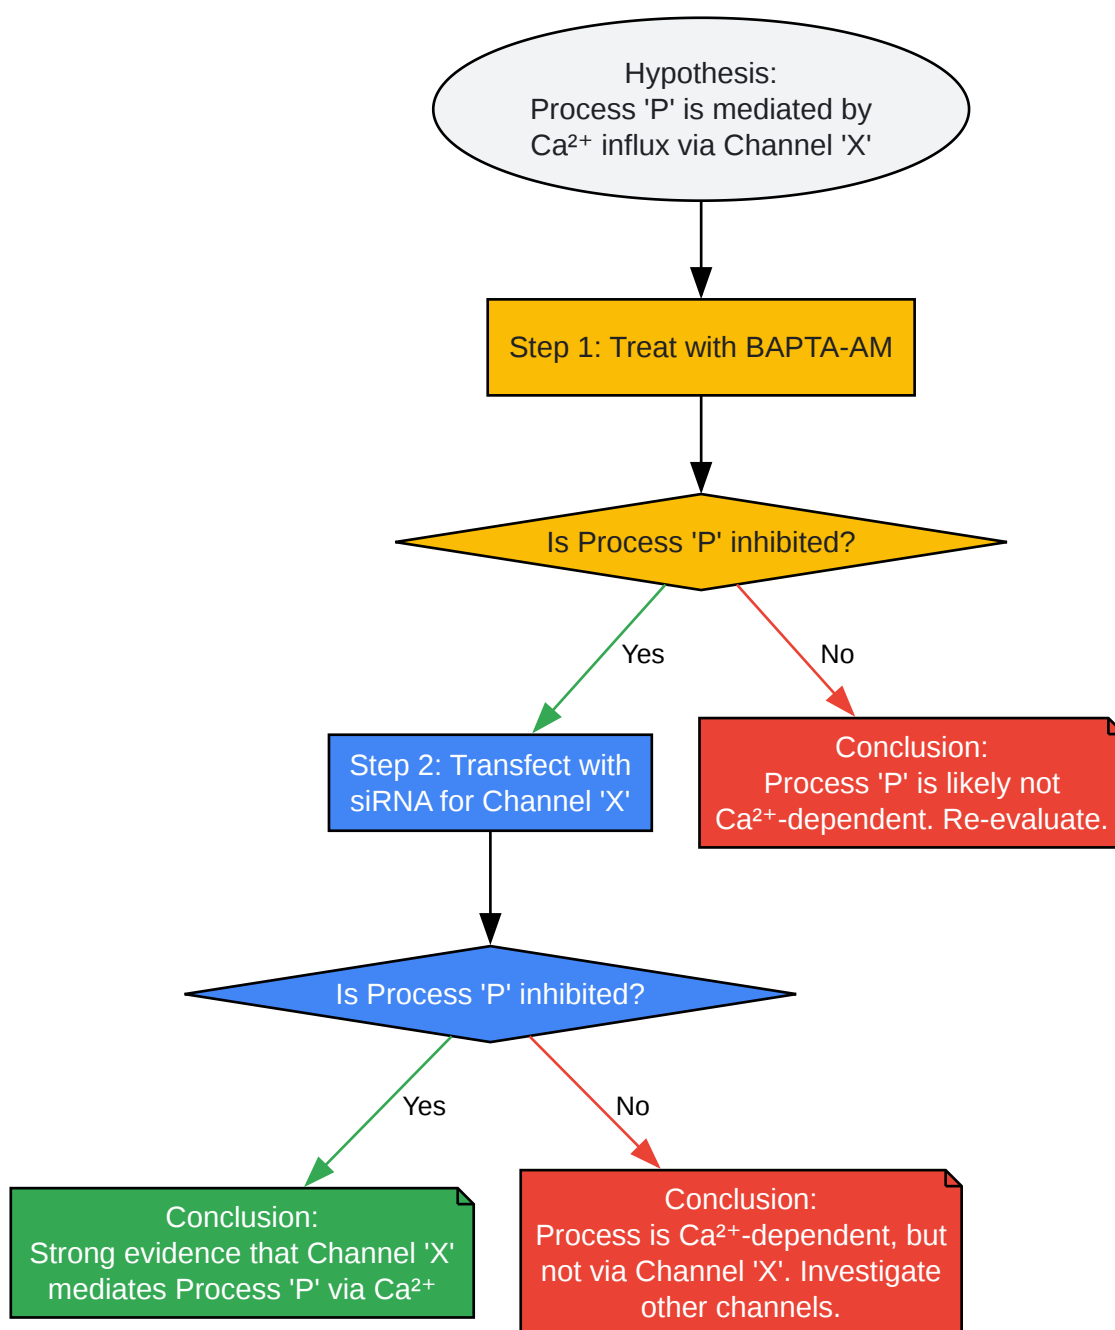 Hypothesis:
Process 'P' is mediated by
Ca²⁺ influx via Channel 'X'
Step 1: Treat with BAPTA-AM
Is Process 'P' inhibited?
Yes
No
Step 2: Transfect with
siRNA for Channel 'X'
Conclusion:
Process 'P' is likely not
Ca²⁺-dependent. Re-evaluate.
Is Process 'P' inhibited?
Yes
No
Conclusion:
Strong evidence that Channel 'X'
mediates Process 'P' via Ca²⁺
Conclusion:
Process is Ca²⁺-dependent, but
not via Channel 'X'. Investigate
other channels.